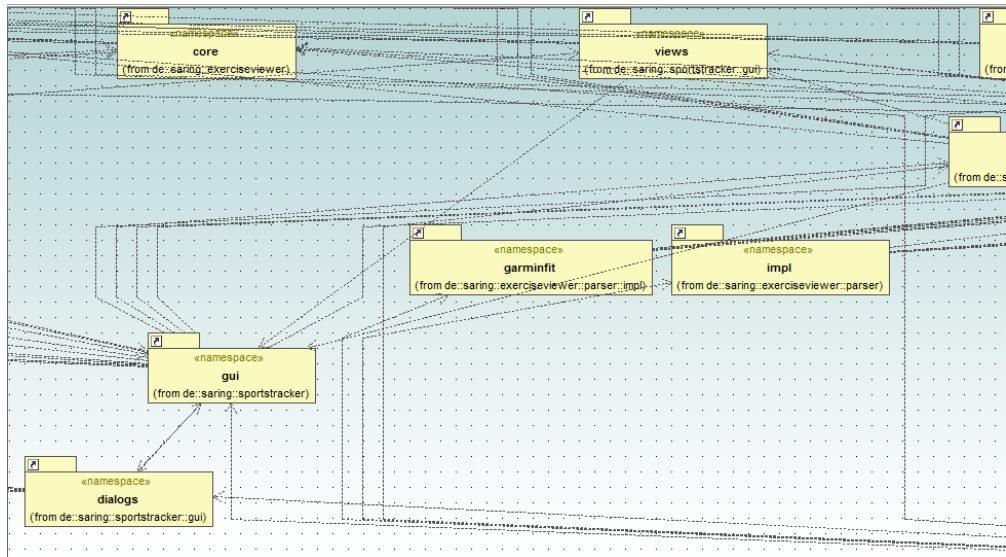 «namespace»
core
(from de::saring::exerciseviewer)
«namespace»
views
(from de::saring::sportstracker::gui)
(from
(from de::s
«namespace»
garminfit
(from de::saring::exerciseviewer::parser::impl)
«namespace»
impl
(from de::saring::exerciseviewer::parser)
«namespace»
gui
(from de::saring::sportstracker)
«namespace»
dialogs
(from de::saring::sportstracker::gui)